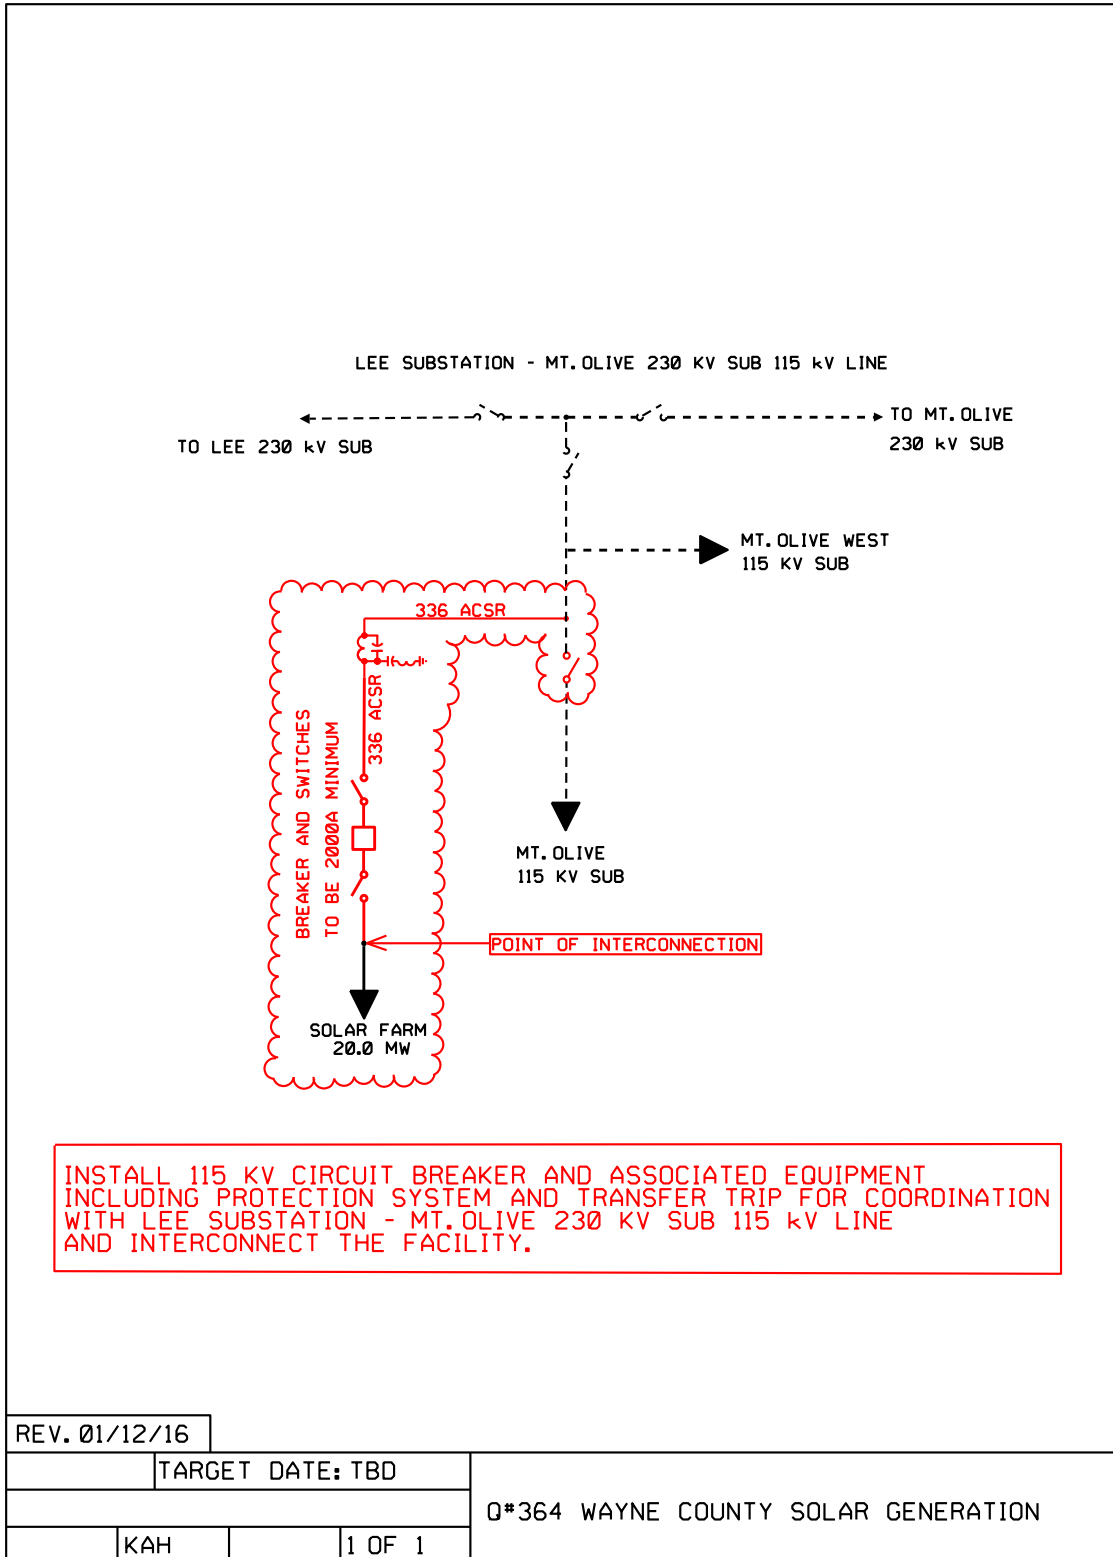 LEE SUBSTATION - MT. OLIVE 230 KV SUB 115 kV LINE
TO LEE 230 kV SUB
TO MT. OLIVE
230 kV SUB
MT. OLIVE WEST
115 KV SUB
336 ACSR
336 ACSR
BREAKER AND SWITCHES
TO BE 2000A MINIMUM
MT. OLIVE
115 KV SUB
POINT OF INTERCONNECTION
SOLAR FARM
20.0 MW
INSTALL 115 KV CIRCUIT BREAKER AND ASSOCIATED EQUIPMENT
INCLUDING PROTECTION SYSTEM AND TRANSFER TRIP FOR COORDINATION
WITH LEE SUBSTATION - MT. OLIVE 230 KV SUB 115 kV LINE
AND INTERCONNECT THE FACILITY.
REV. 01/12/16
TARGET DATE: TBD
Q#364 WAYNE COUNTY SOLAR GENERATION
KAH
1 OF 1